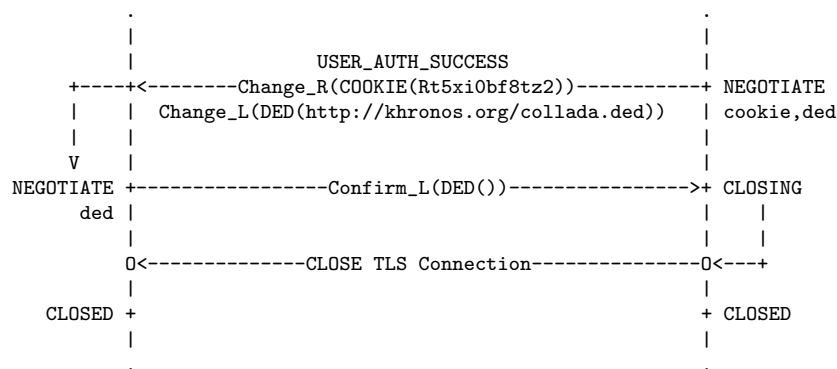 USER_AUTH_SUCCESS
Change_R(COOKIE(Rt5xi0bf8tz2)) NEGOTIATE
Change_L(DED(http://khronos.org/collada.ded)) cookie,ded
NEGOTIATE Confirm_L(DED()) CLOSING
ded
CLOSE TLS Connection
CLOSED CLOSED